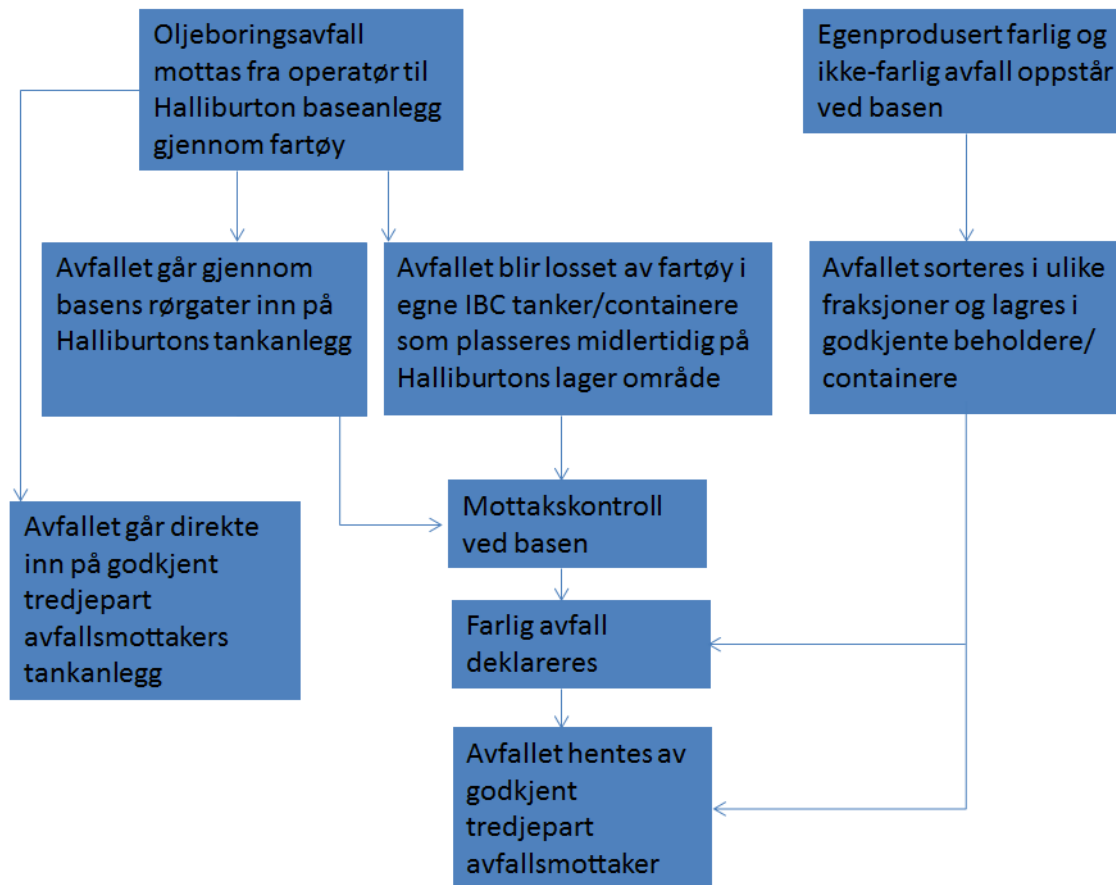 Oljeboringsavfall
mottas fra operatør til
Halliburton baseanlegg
gjennom fartøy
Egenprodusert farlig og
ikke-farlig avfall oppstår
ved basen
Avfallet går gjennom
basens rørgater inn på
Halliburtons tankanlegg
Avfallet blir losset av fartøy i
egne IBC tanker/containere
som plasseres midlertidig på
Halliburtons lager område
Avfallet sorteres i ulike
fraksjoner og lagres i
godkjente beholdere/
containere
Avfallet går direkte
inn på godkjent
tredjepart
avfallsmottakers
tankanlegg
Mottakskontroll
ved basen
Farlig avfall
deklareres
Avfallet hentes av
godkjent
tredjepart
avfallsmottaker